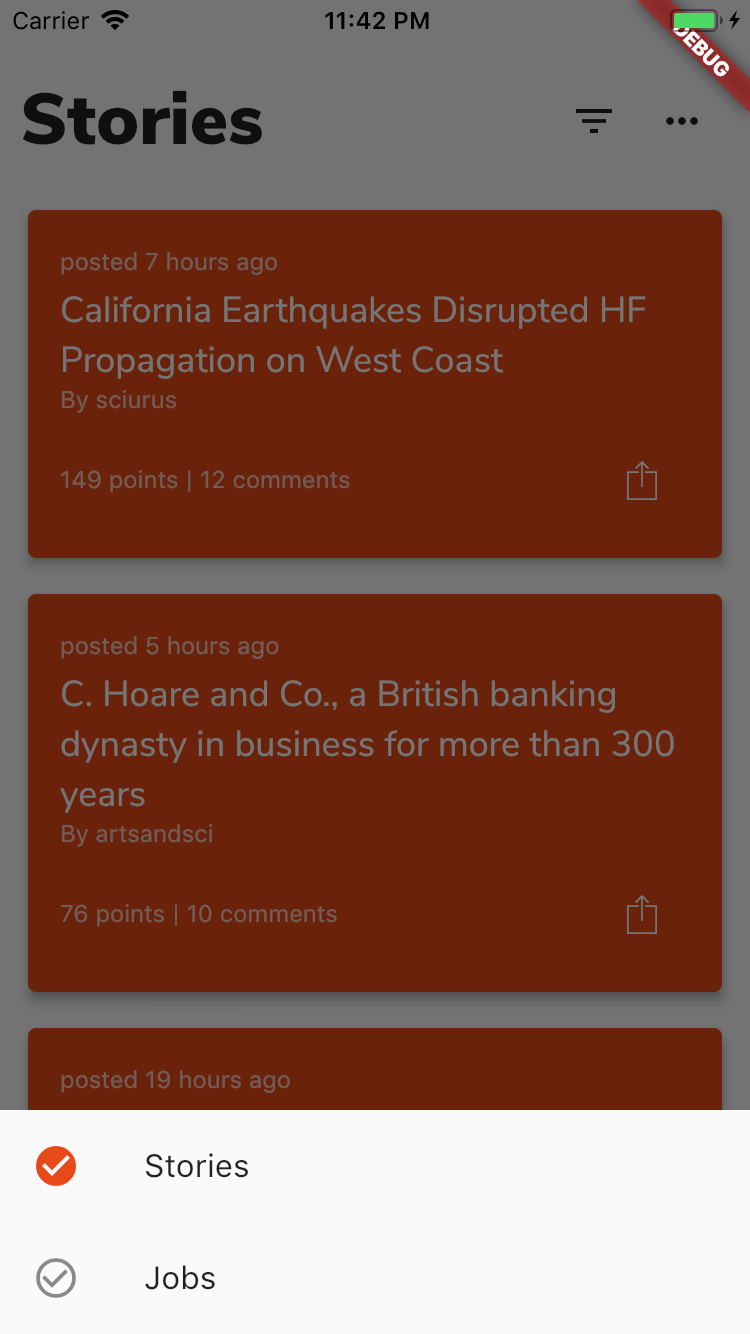 Carrier 11:42 PM
DEBUG
Stories
posted 7 hours ago
California Earthquakes Disrupted HF
Propagation on West Coast
By sciurus
149 points | 12 comments
posted 5 hours ago
C. Hoare and Co., a British banking
dynasty in business for more than 300
years
By artsandsci
76 points | 10 comments
posted 19 hours ago
Stories
Jobs